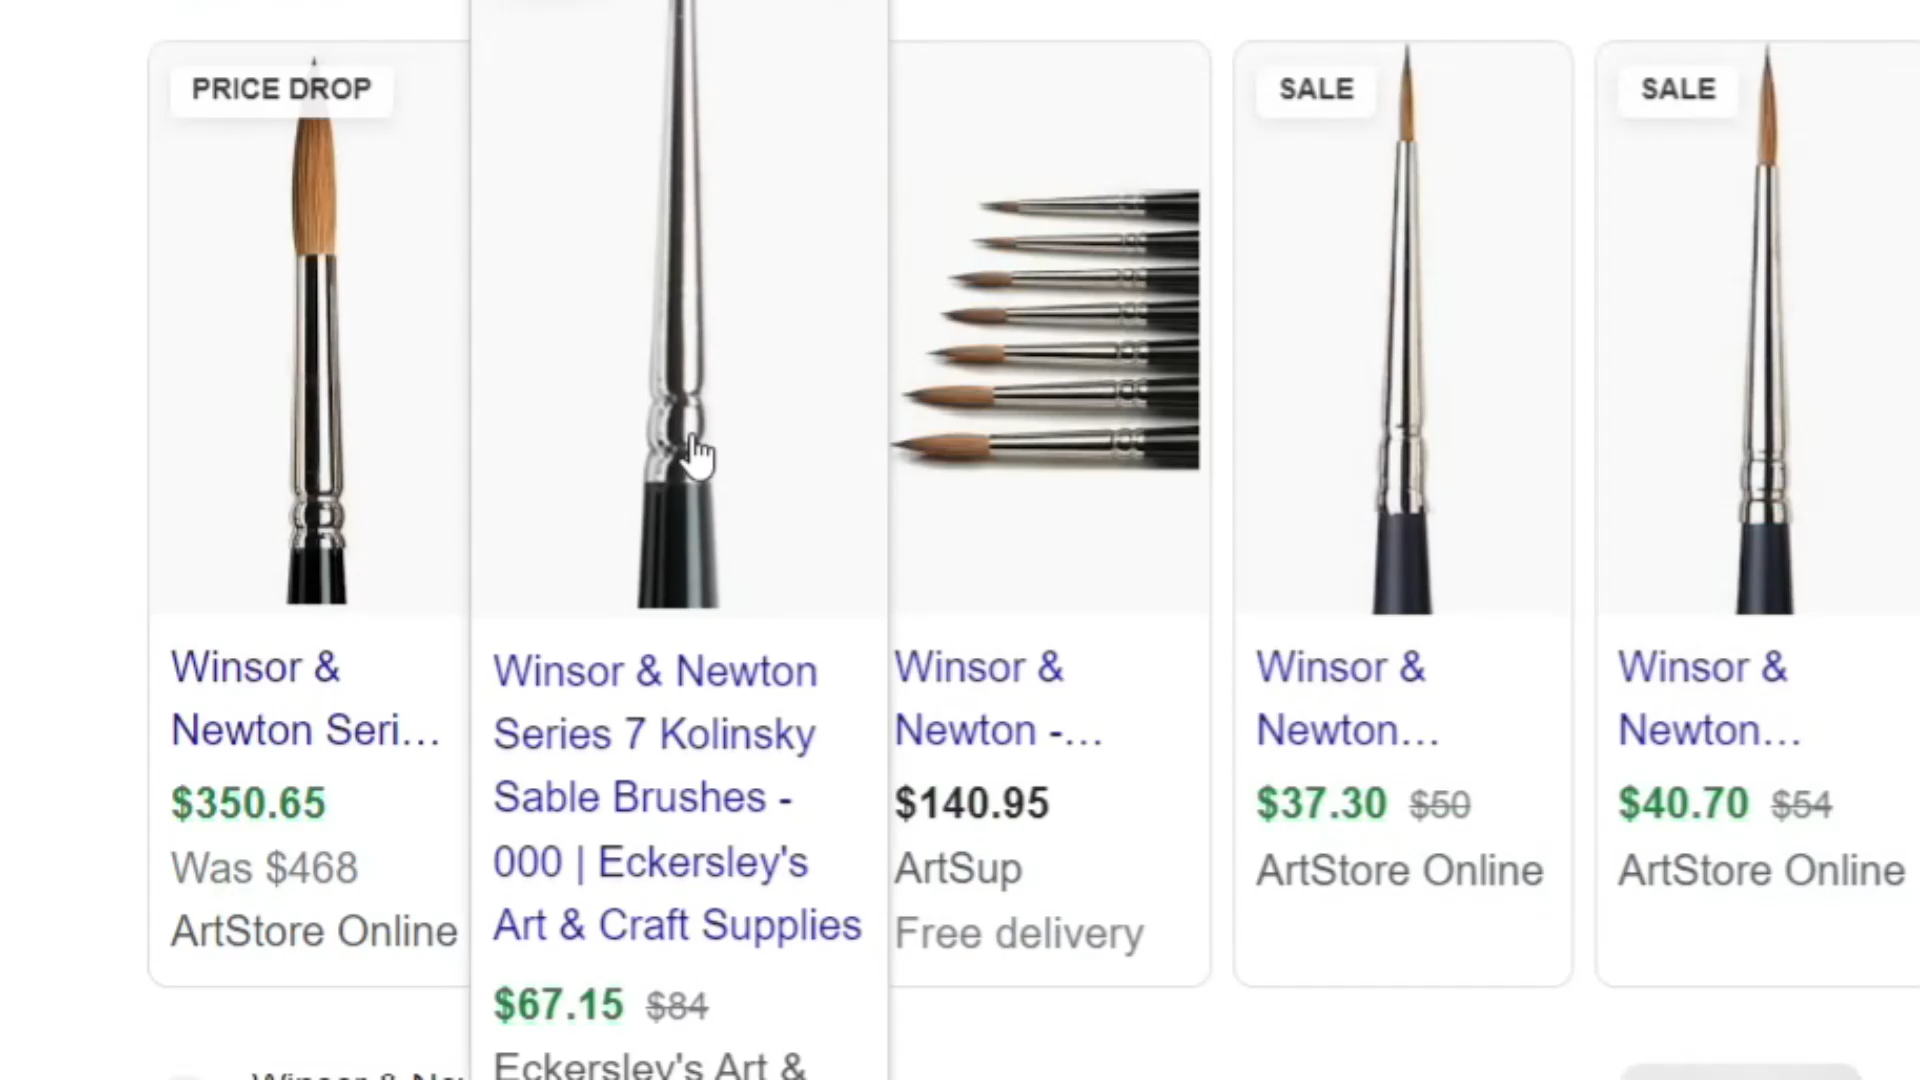 PRICE DROP
Winsor &
Newton Seri...
$350.65
Was $468
ArtStore Online
Winsor & Newton
Series 7 Kolinsky
Sable Brushes -
000 | Eckersley's
Art & Craft Supplies
$67.15 $84
Eckersley's Art &
Winsor &
Newton -...
$140.95
ArtSup
Free delivery
SALE
Winsor &
Newton...
$37.30 $50
ArtStore Online
SALE
Winsor &
Newton...
$40.70 $54
ArtStore Online